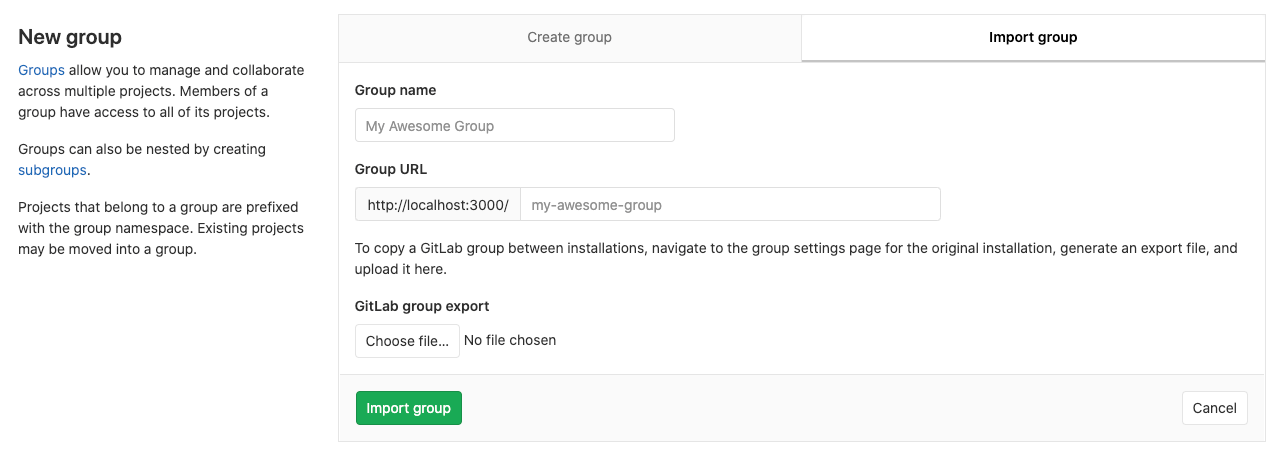 New group
Groups allow you to manage and collaborate
across multiple projects. Members of a
group have access to all of its projects.
Groups can also be nested by creating
subgroups.
Projects that belong to a group are prefixed
with the group namespace. Existing projects
may be moved into a group.
Create group
Import group
Group name
My Awesome Group
Group URL
http://localhost:3000/ my-awesome-group
To copy a GitLab group between installations, navigate to the group settings page for the original installation, generate an export file, and
upload it here.
GitLab group export
Choose file... No file chosen
Import group
Cancel